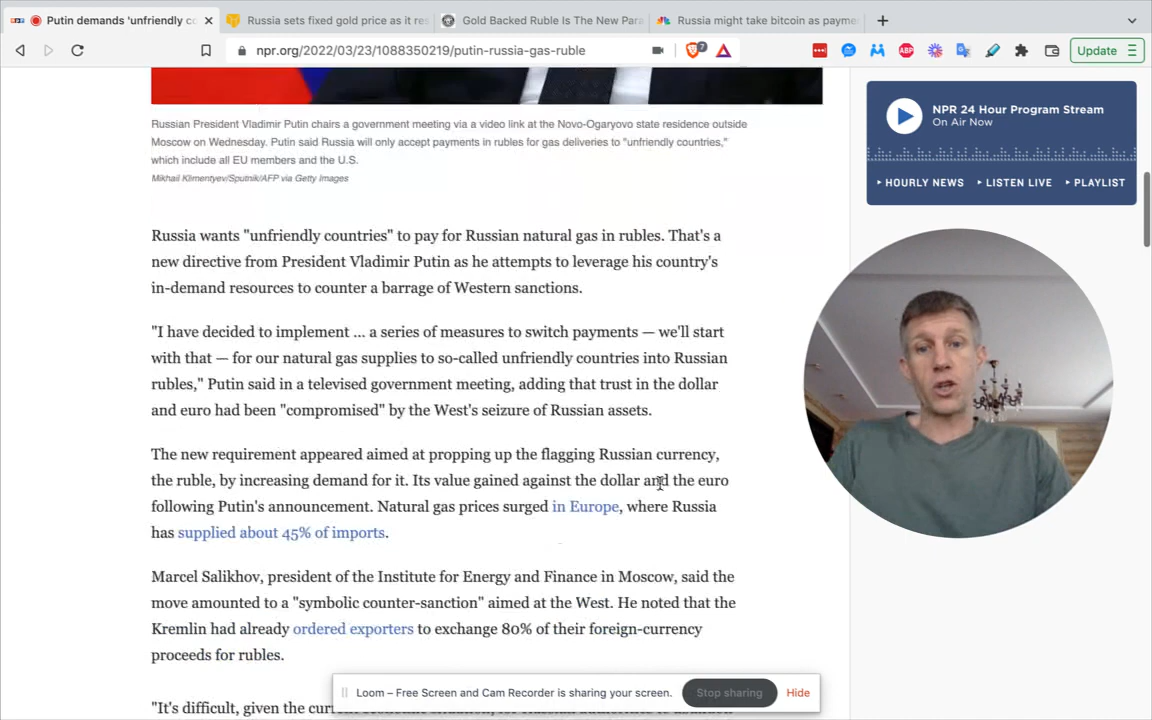 Putin demands 'unfriendly co
Russia sets fixed gold price as it res
Gold Backed Ruble Is The New Para
Russia might take bitcoin as payme
npr.org/2022/03/23/1088350219/putin-russia-gas-ruble
7
ABP
Update
Russian President Vladimir Putin chairs a government meeting via a video link at the Novo-Ogaryovo state residence outside
Moscow on Wednesday. Putin said Russia will only accept payments in rubles for gas deliveries to "unfriendly countries,"
which include all EU members and the U.S.
Mikhail Klimentyev/Sputnik/AFP via Getty Images
Russia wants "unfriendly countries" to pay for Russian natural gas in rubles. That's a
new directive from President Vladimir Putin as he attempts to leverage his country's
in-demand resources to counter a barrage of Western sanctions.
"I have decided to implement ... a series of measures to switch payments — we'll start
with that — for our natural gas supplies to so-called unfriendly countries into Russian
rubles," Putin said in a televised government meeting, adding that trust in the dollar
and euro had been "compromised" by the West's seizure of Russian assets.
The new requirement appeared aimed at propping up the flagging Russian currency,
the ruble, by increasing demand for it. Its value gained against the dollar and the euro
following Putin's announcement. Natural gas prices surged in Europe, where Russia
has supplied about 45% of imports.
Marcel Salikhov, president of the Institute for Energy and Finance in Moscow, said the
move amounted to a "symbolic counter-sanction" aimed at the West. He noted that the
Kremlin had already ordered exporters to exchange 80% of their foreign-currency
proceeds for rubles.
"It's difficult, given the
NPR 24 Hour Program Stream
On Air Now
HOURLY NEWS LISTEN LIVE PLAYLIST
Loom – Free Screen and Cam Recorder is sharing your screen.
Stop sharing
Hide